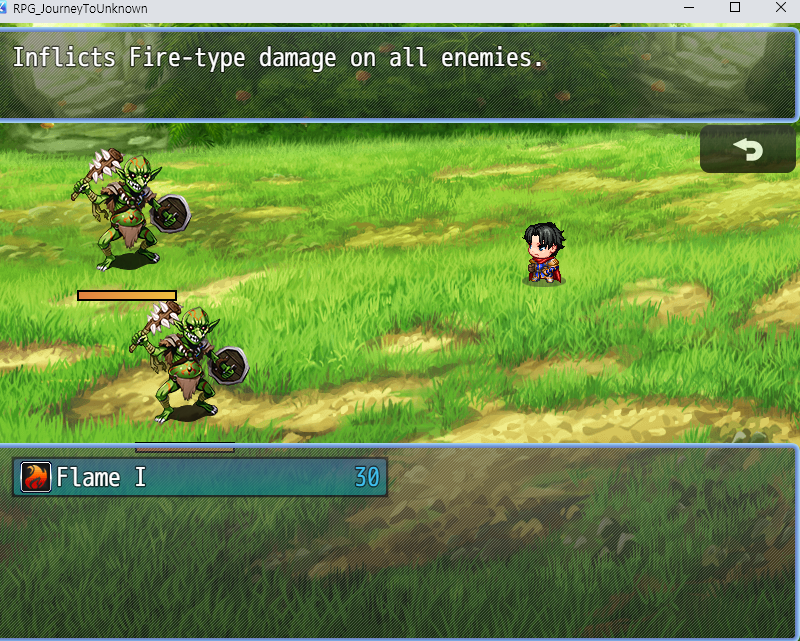 RPG_JourneyToUnknown
Inflicts Fire-type damage on all enemies.
Flame I 30